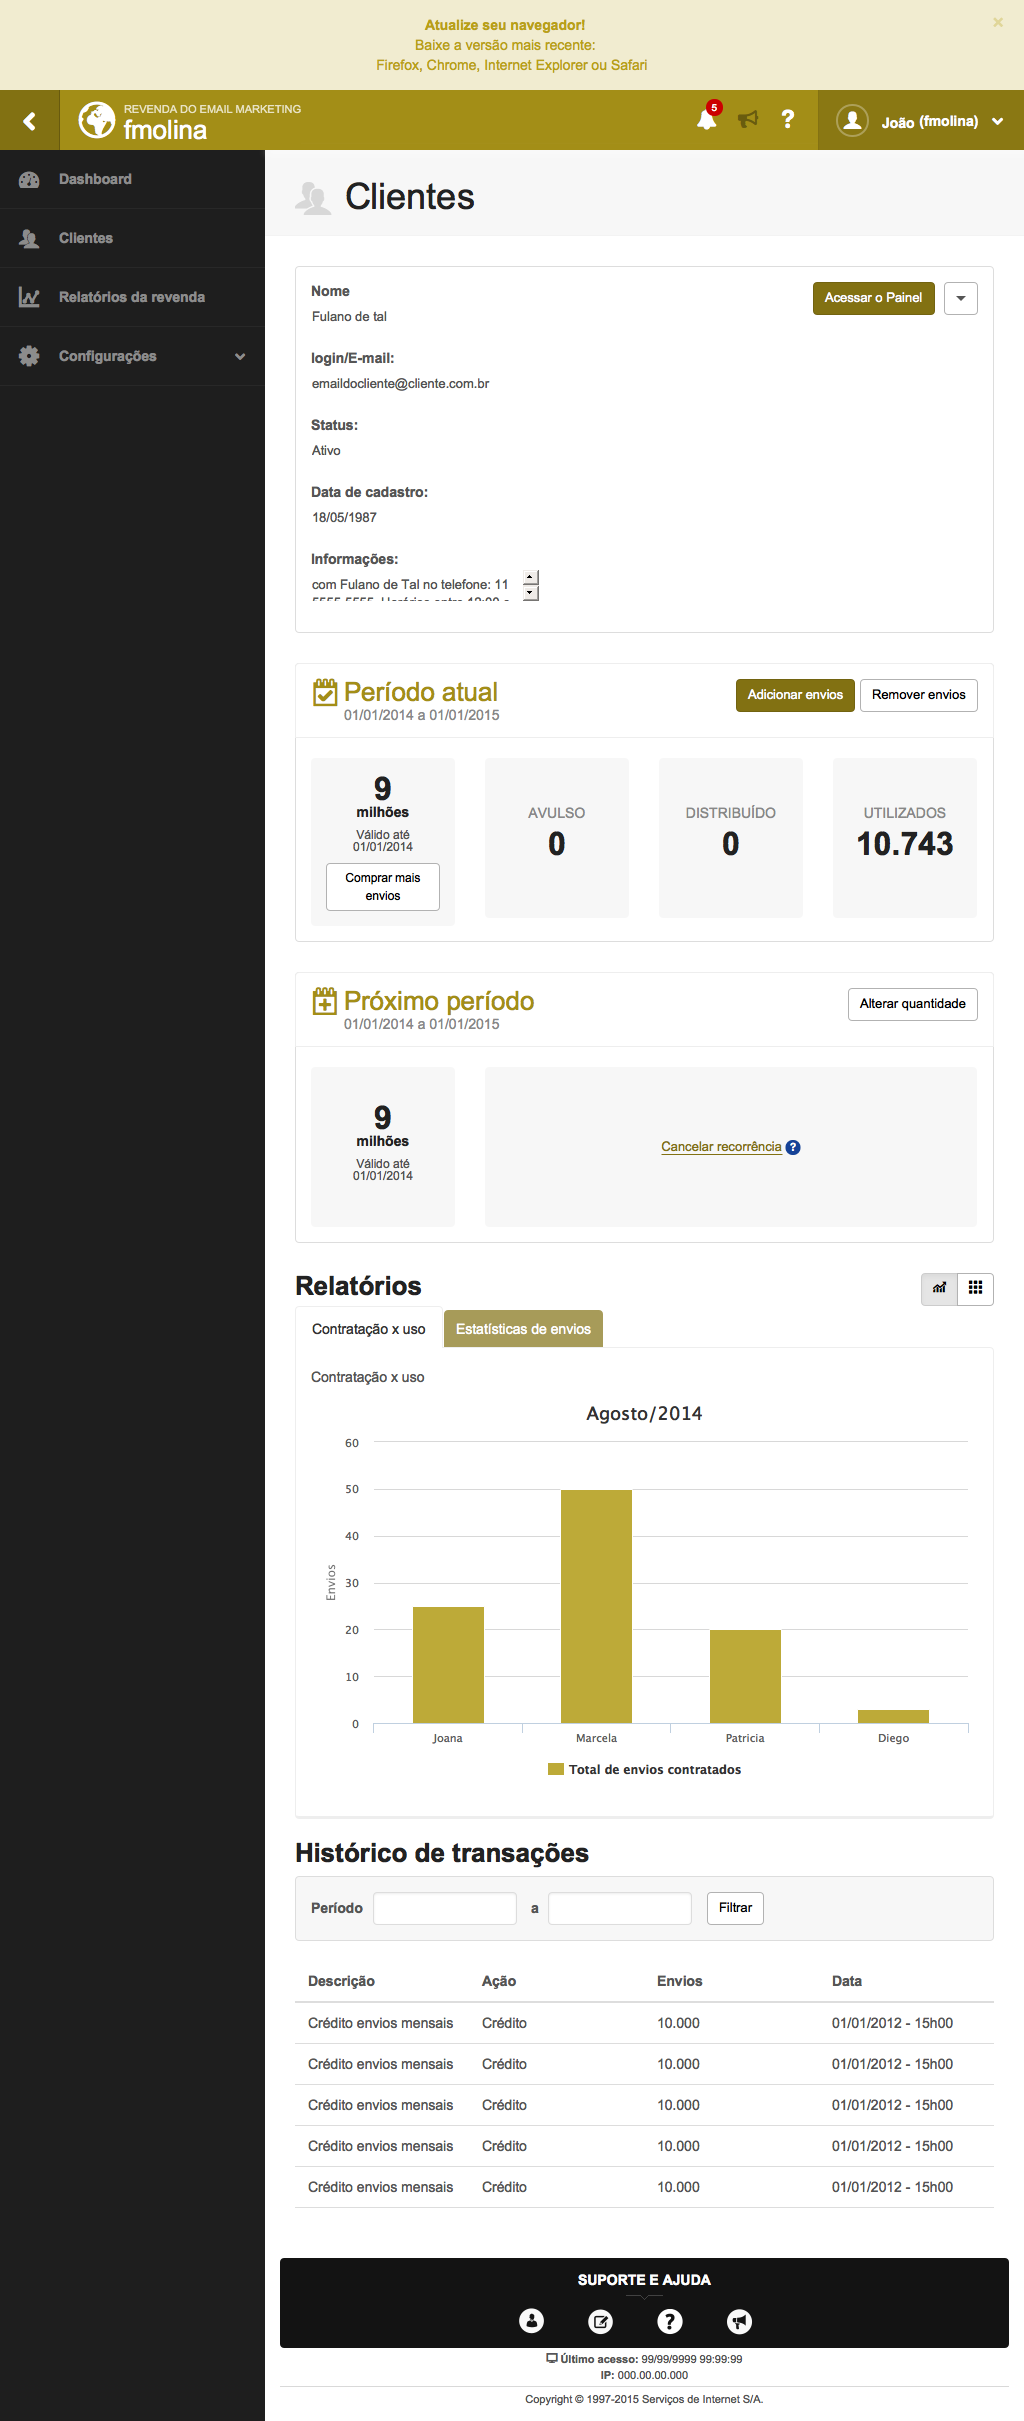 Atualize seu navegador!
Baixe a versão mais recente:
Firefox, Chrome, Internet Explorer ou Safari
×
REVENDA DO EMAIL MARKETING
fmolina
5
?
João (fmolina)
Dashboard
Clientes
Relatórios da revenda
Configurações
Clientes
Nome
Acessar o Painel
Fulano de tal
login/E-mail:
emaildocliente@cliente.com.br
Status:
Ativo
Data de cadastro:
18/05/1987
Informações:
com Fulano de Tal no telefone: 11
Período atual
01/01/2014 a 01/01/2015
Adicionar envios
Remover envios
9
milhões
Válido até
01/01/2014
Comprar mais
envios
AVULSO
0
DISTRIBUÍDO
0
UTILIZADOS
10.743
Próximo período
01/01/2014 a 01/01/2015
Alterar quantidade
9
milhões
Válido até
01/01/2014
Cancelar recorrência ?
Relatórios
Contratação x uso
Estatísticas de envios
Contratação x uso
Agosto/2014
60
50
40
30
20
10
0
Envios
Joana
Marcela
Patricia
Diego
Total de envios contratados
Histórico de transações
Período a Filtrar
Descrição Ação Envios Data
Crédito envios mensais Crédito 10.000 01/01/2012 - 15h00
Crédito envios mensais Crédito 10.000 01/01/2012 - 15h00
Crédito envios mensais Crédito 10.000 01/01/2012 - 15h00
Crédito envios mensais Crédito 10.000 01/01/2012 - 15h00
Crédito envios mensais Crédito 10.000 01/01/2012 - 15h00
SUPORTE E AJUDA
?
Último acesso: 99/99/9999 99:99:99
IP: 000.00.00.000
Copyright © 1997-2015 Serviços de Internet S/A.